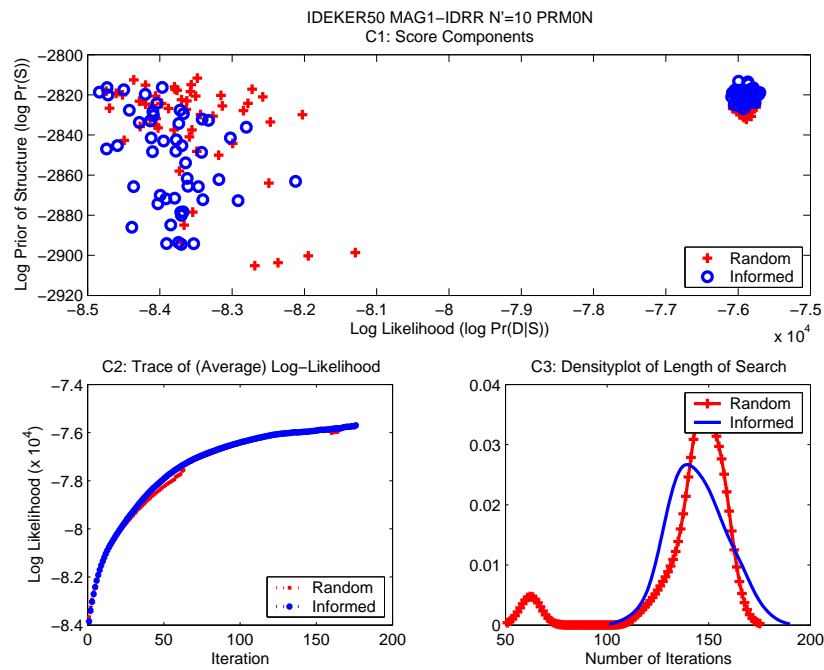 IDEKER50 MAG1−IDRR N'=10 PRM0N
C1: Score Components
Log Prior of Structure (log Pr(S))
−2800
−2820
−2840
−2860
−2880
−2900
−2920
−8.5 −8.4 −8.3 −8.2 −8.1 −8 −7.9 −7.8 −7.7 −7.6 −7.5
Log Likelihood (log Pr(D|S))
x 10⁴
Random
Informed
C2: Trace of (Average) Log−Likelihood
Log Likelihood (x 10⁴)
−7.4
−7.6
−7.8
−8
−8.2
−8.4
0 50 100 150 200
Iteration
Random
Informed
C3: Densityplot of Length of Search
0.04
0.03
0.02
0.01
0
50 100 150 200
Number of Iterations
Random
Informed